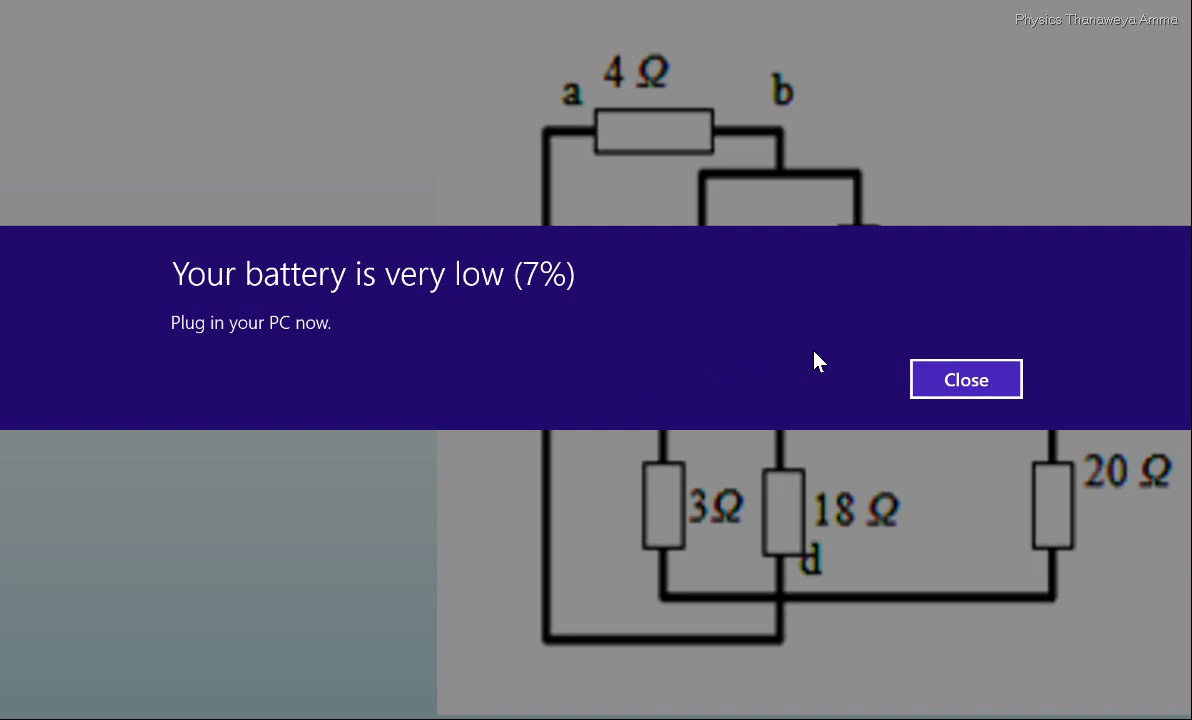 Physics Thanaweya Amma
4 Ω
a
b
Your battery is very low (7%)
Plug in your PC now.
Close
20 Ω
3Ω
18 Ω
d